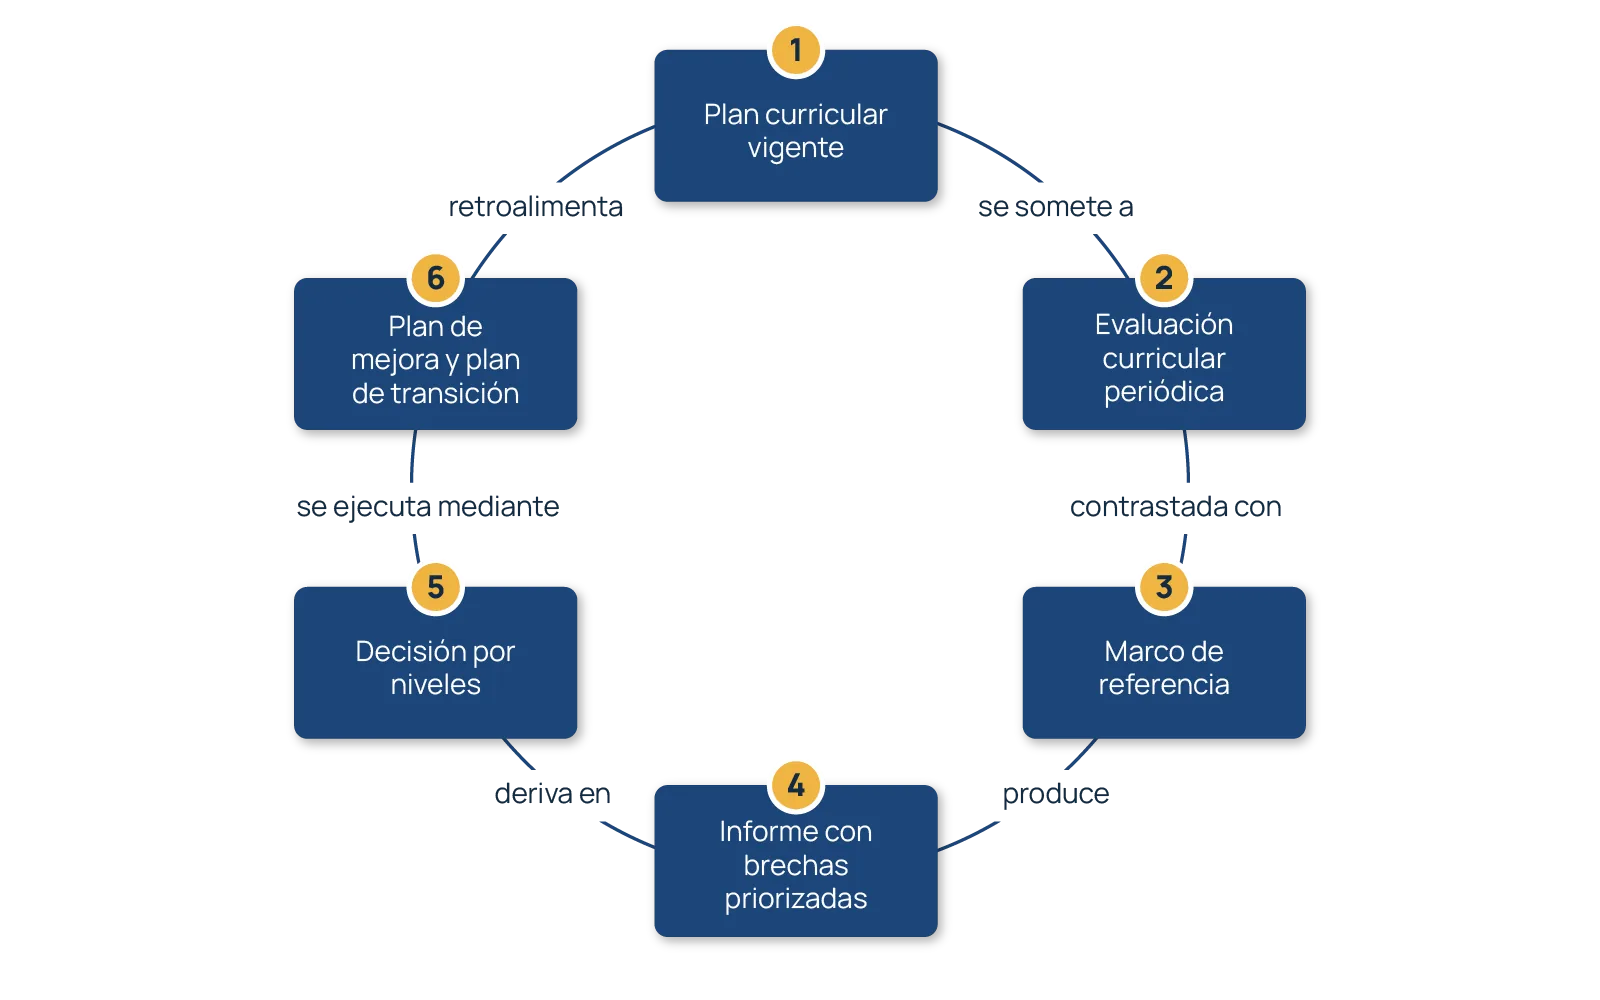 1
Plan curricular
vigente
se somete a
2
Evaluación
curricular
periódica
contrastada con
3
Marco de
referencia
produce
4
Informe con
brechas
priorizadas
deriva en
5
Decisión por
niveles
se ejecuta mediante
6
Plan de
mejora y plan
de transición
retroalimenta